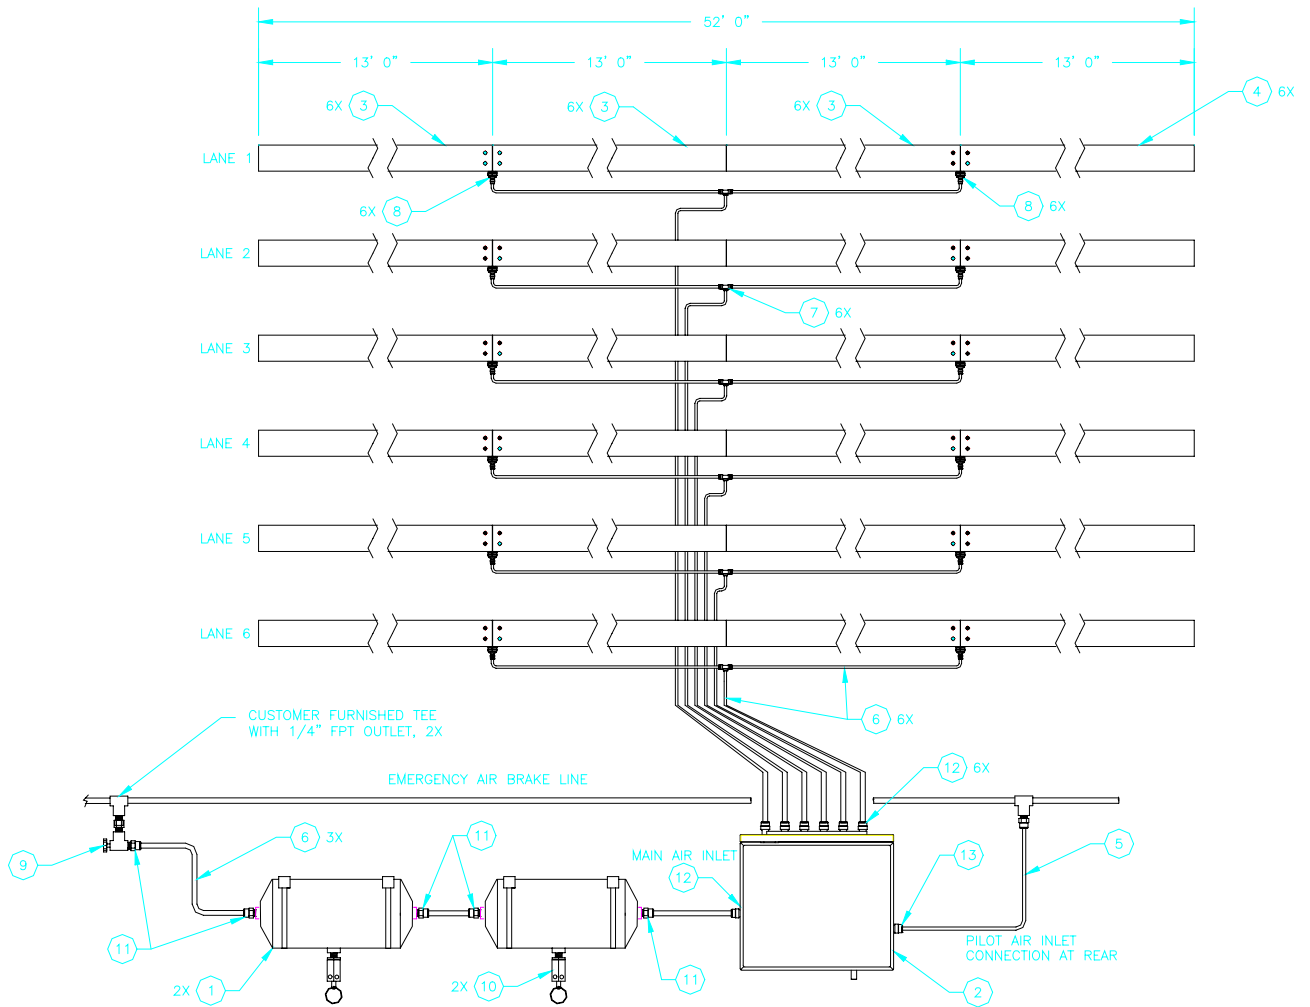 52' 0"
13' 0" 13' 0" 13' 0" 13' 0"
6X 3 6X 3 6X 3 4 6X
LANE 1
6X 8 8 6X
LANE 2
7 6X
LANE 3
LANE 4
LANE 5
LANE 6
6 6X
CUSTOMER FURNISHED TEE
WITH 1/4" FPT OUTLET, 2X
EMERGENCY AIR BRAKE LINE
12 6X
9
6 3X
11
MAIN AIR INLET
12
13
5
11
11
PILOT AIR INLET
CONNECTION AT REAR
2X 1
2X 10
2